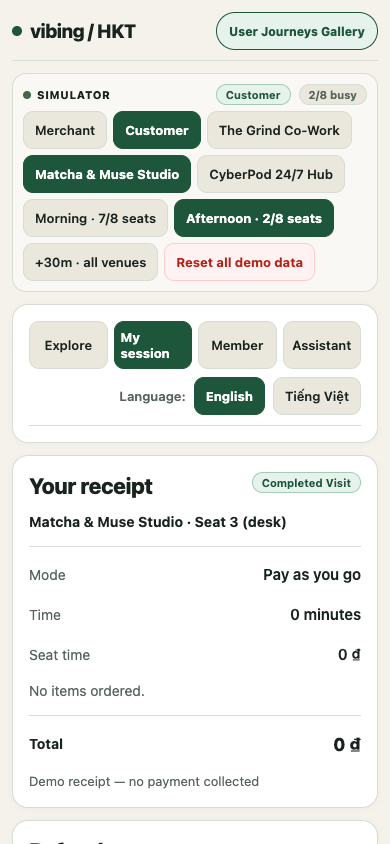 vibing / HKT
User Journeys Gallery
SIMULATOR
Customer
2/8 busy
Merchant
Customer
The Grind Co-Work
Matcha & Muse Studio
CyberPod 24/7 Hub
Morning · 7/8 seats
Afternoon · 2/8 seats
+30m · all venues
Reset all demo data
Explore
My
session
Member
Assistant
Language:
English
Tiếng Việt
Your receipt
Completed Visit
Matcha & Muse Studio · Seat 3 (desk)
Mode
Pay as you go
Time
0 minutes
Seat time
0 ₫
No items ordered.
Total
0 ₫
Demo receipt — no payment collected